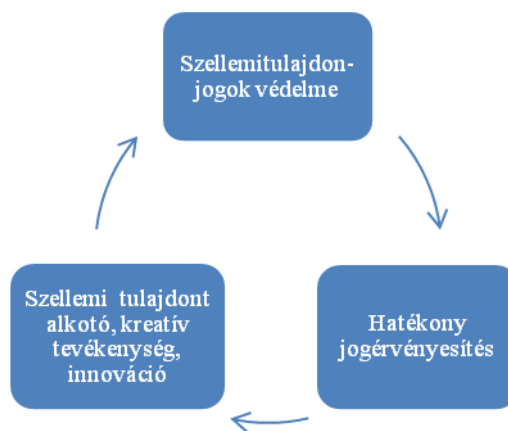 Szellemitulajdon-
jogok védelme
Szellemi tulajdont
alkotó, kreatív
tevékenység,
innováció
Hatékony
jogérvényesítés